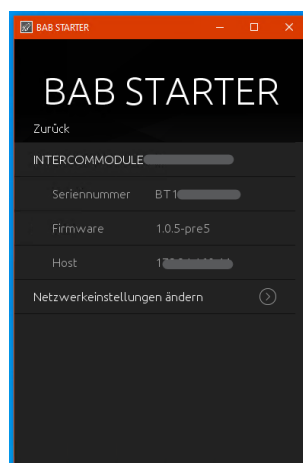 BAB STARTER
BAB STARTER
Zurück
INTERCOMMODULE
Seriennummer BT1
Firmware 1.0.5-pre5
Host
Netzwerkeinstellungen ändern